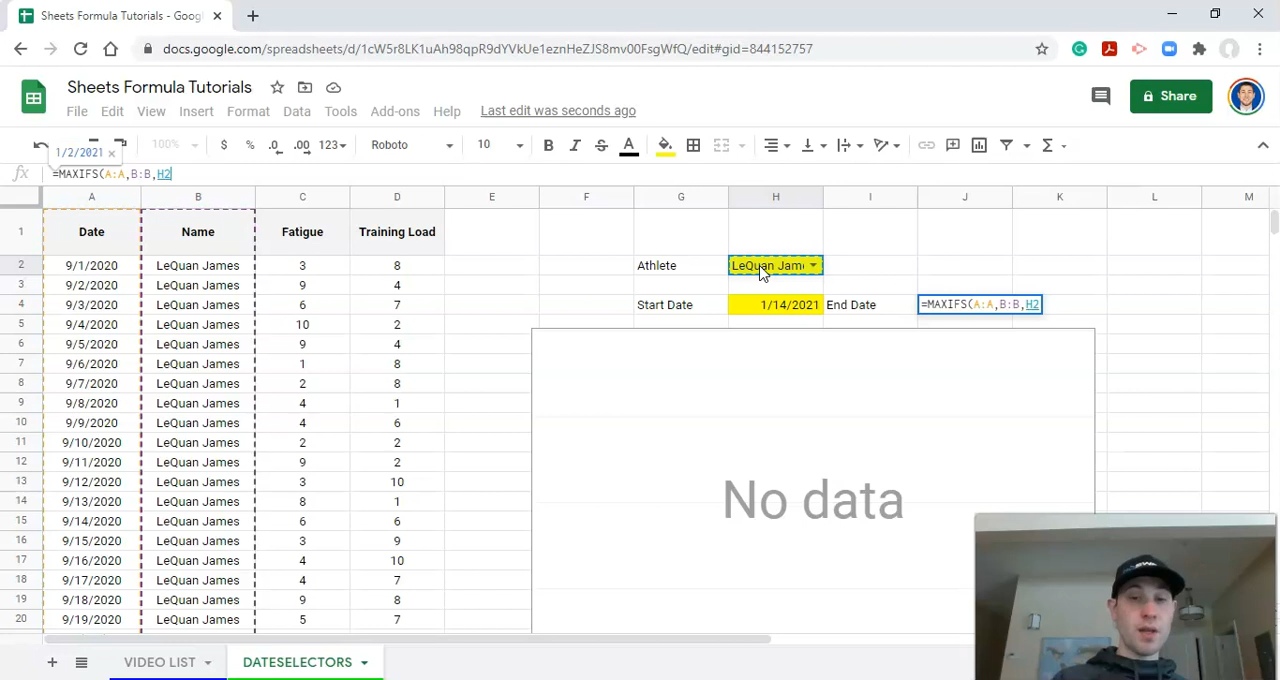 Sheets Formula Tutorials - Goog
docs.google.com/spreadsheets/d/1cW5r8LK1uAh98qpR9dYVkUe1eznHeZJS8mv00FsgWfQ/edit#gid=844152757
Sheets Formula Tutorials
File Edit View Insert Format Data Tools Add-ons Help Last edit was seconds ago
Share
100% $ % .0 .00 123 Roboto 10 B I S A Σ
1/2/2021 ×
fx =MAXIFS(A:A,B:B,H2
A B C D E F G H I J K L M
1 Date Name Fatigue Training Load
2 9/1/2020 LeQuan James 3 8 Athlete LeQuan Jame
3 9/2/2020 LeQuan James 9 4
4 9/3/2020 LeQuan James 6 7 Start Date 1/14/2021 End Date =MAXIFS(A:A,B:B,H2
5 9/4/2020 LeQuan James 10 2
6 9/5/2020 LeQuan James 9 4
7 9/6/2020 LeQuan James 1 8
8 9/7/2020 LeQuan James 2 8
9 9/8/2020 LeQuan James 4 1
10 9/9/2020 LeQuan James 4 6
11 9/10/2020 LeQuan James 2 2
12 9/11/2020 LeQuan James 9 2
13 9/12/2020 LeQuan James 3 10
14 9/13/2020 LeQuan James 8 1
15 9/14/2020 LeQuan James 6 6
16 9/15/2020 LeQuan James 3 9
17 9/16/2020 LeQuan James 4 10
18 9/17/2020 LeQuan James 4 7
19 9/18/2020 LeQuan James 9 8
20 9/19/2020 LeQuan James 5 7
No data
VIDEO LIST DATESELECTORS